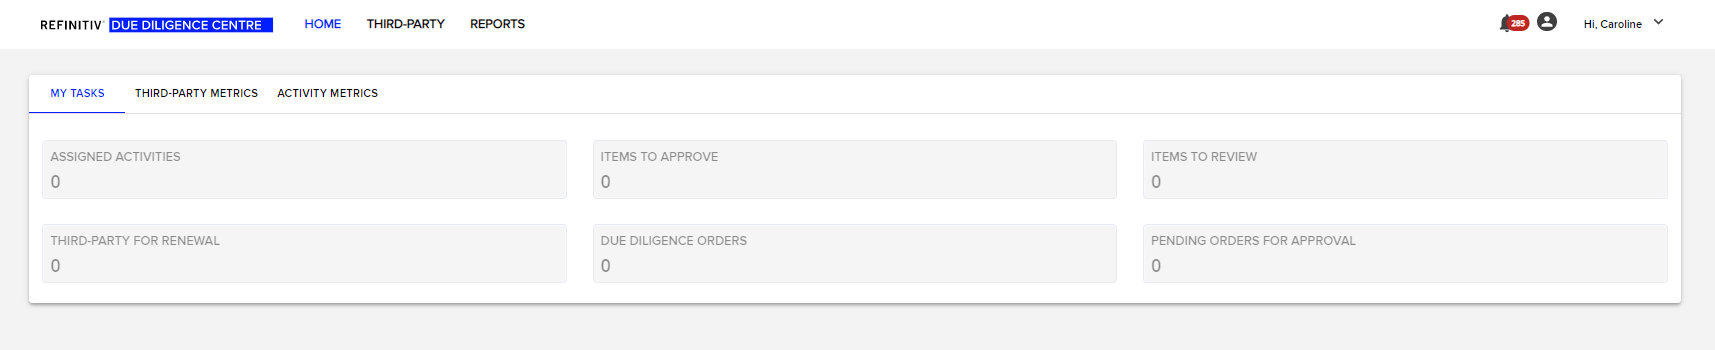 REFINITIV DUE DILIGENCE CENTRE HOME THIRD-PARTY REPORTS 285 Hi, Caroline
MY TASKS THIRD-PARTY METRICS ACTIVITY METRICS
ASSIGNED ACTIVITIES ITEMS TO APPROVE ITEMS TO REVIEW
0 0 0
THIRD-PARTY FOR RENEWAL DUE DILIGENCE ORDERS PENDING ORDERS FOR APPROVAL
0 0 0